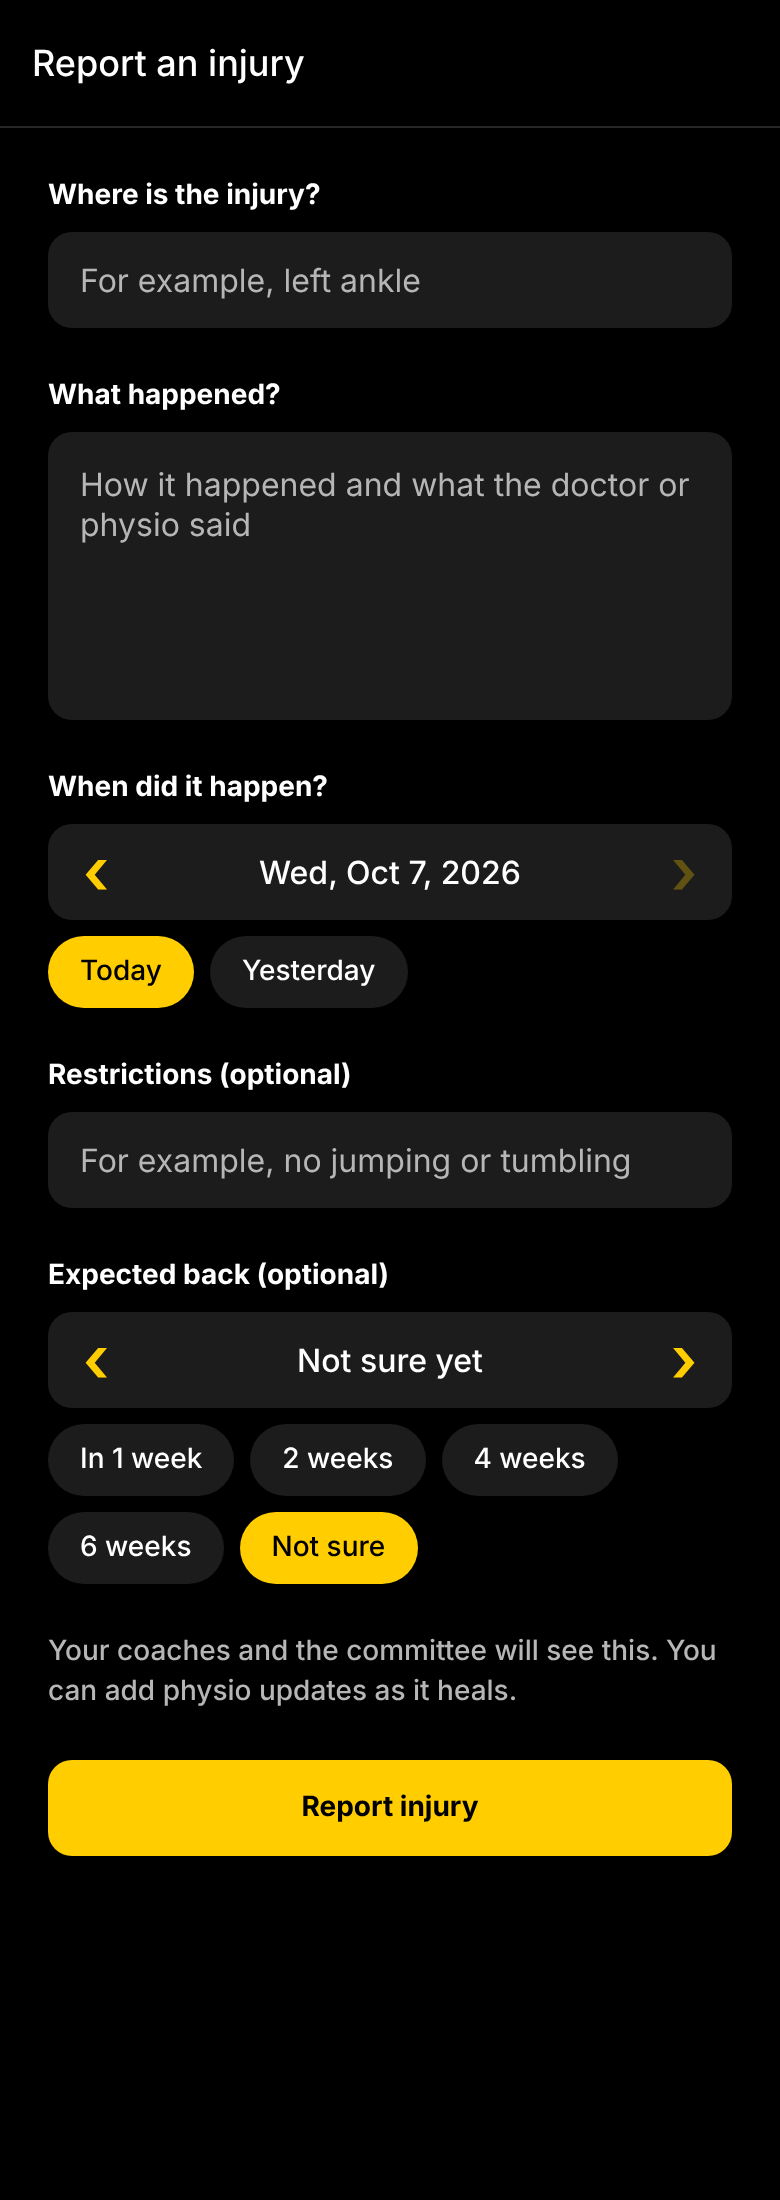 Report an injury
Where is the injury?
For example, left ankle
What happened?
How it happened and what the doctor or
physio said
When did it happen?
Wed, Oct 7, 2026
Today
Yesterday
Restrictions (optional)
For example, no jumping or tumbling
Expected back (optional)
Not sure yet
In 1 week
2 weeks
4 weeks
6 weeks
Not sure
Your coaches and the committee will see this. You
can add physio updates as it heals.
Report injury